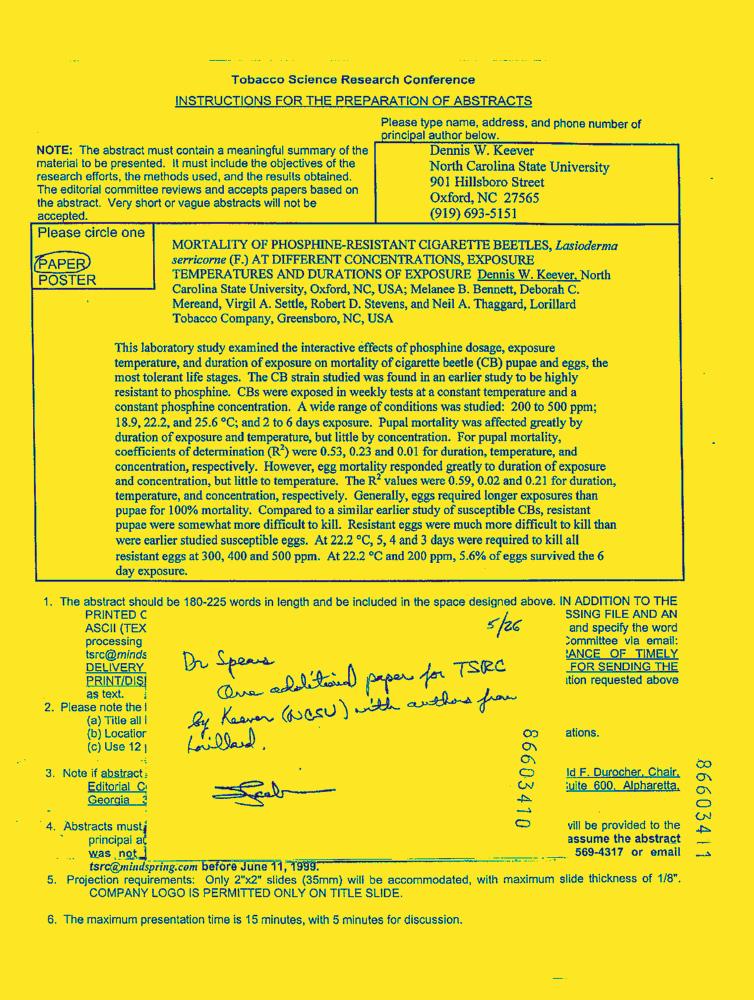 Tobacco Science Research Conference
INSTRUCTIONS FOR THE PREPARATION OF ABSTRACTS
Please type name, address, and phone number of
principal author below.
NOTE: The abstract must contain a meaningful summary of the
material to be presented. It must include the objectives of the
research efforts, the methods used, and the results obtained.
The editorial committee reviews and accepts papers based on
the abstract. Very short or vague abstracts will not be
accepted.
Dennis W. Keever
North Carolina State University
901 Hillsboro Street
Oxford, NC 27565
(919) 693-5151
Please circle one
PAPER
POSTER
MORTALITY OF PHOSPHINE-RESISTANT CIGARETTE BEETLES, Lasioderma
serricorne (F.) AT DIFFERENT CONCENTRATIONS, EXPOSURE
TEMPERATURES AND DURATIONS OF EXPOSURE Dennis W. Keever, North
Carolina State University, Oxford, NC, USA; Melanee B. Bennett, Deborah C.
Mereand, Virgil A. Settle, Robert D. Stevens, and Neil A. Thaggard, Lorillard
Tobacco Company, Greensboro, NC, USA
This laboratory study examined the interactive effects of phosphine dosage, exposure
temperature, and duration of exposure on mortality of cigarette beetle (CB) pupae and eggs, the
most tolerant life stages. The CB strain studied was found in an earlier study to be highly
resistant to phosphine. CBs were exposed in weekly tests at a constant temperature and a
constant phosphine concentration. A wide range of conditions was studied: 200 to 500 ppm;
18.9, 22.2, and 25.6 °C; and 2 to 6 days exposure. Pupal mortality was affected greatly by
duration of exposure and temperature, but little by concentration. For pupal mortality,
coefficients of determination (R²) were 0.53, 0.23 and 0.01 for duration, temperature, and
concentration, respectively. However, egg mortality responded greatly to duration of exposure
and concentration, but little to temperature. The R² values were 0.59, 0.02 and 0.21 for duration,
temperature, and concentration, respectively. Generally, eggs required longer exposures than
pupae for 100% mortality. Compared to a similar earlier study of susceptible CBs, resistant
pupae were somewhat more difficult to kill. Resistant eggs were much more difficult to kill than
were earlier studied susceptible eggs. At 22.2 °C, 5, 4 and 3 days were required to kill all
resistant eggs at 300, 400 and 500 ppm. At 22.2 °C and 200 ppm, 5.6% of eggs survived the 6
day exposure.
1. The abstract should be 180-225 words in length and be included in the space designed above. IN ADDITION TO THE
PRINTED C SSING FILE AND AN
ASCII (TEX and specify the word
processing Committee via email:
tsrc@minds ANCE OF TIMELY
DELIVERY FOR SENDING THE
PRINT/DIS ition requested above
as text.
2. Please note the
(a) Title all
(b) Location ations.
(c) Use 12
5/26
Dr Spears
One additional paper for TSRC
by Keever (NCSU) with authors from
Lorillard.
86603410
3. Note if abstract ld F. Durocher, Chair,
Editorial C uite 600, Alpharetta,
Georgia 3
86603411
4. Abstracts must vill be provided to the
principal a assume the abstract
was not 569-4317 or email
tsrc@mindspring.com before June 11, 1999.
5. Projection requirements: Only 2"x2" slides (35mm) will be accommodated, with maximum slide thickness of 1/8".
COMPANY LOGO IS PERMITTED ONLY ON TITLE SLIDE.
6. The maximum presentation time is 15 minutes, with 5 minutes for discussion.